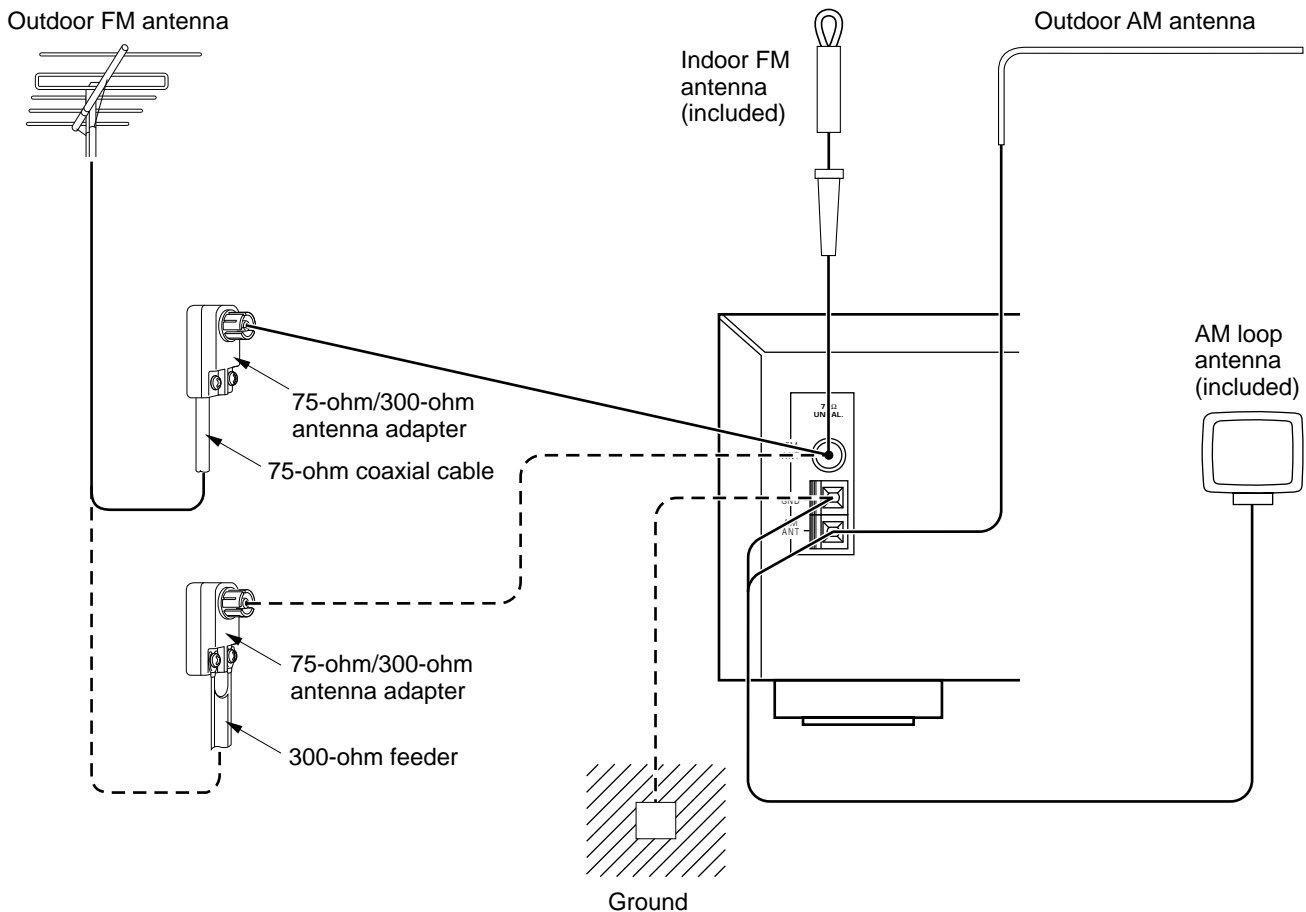 Outdoor FM antenna
Outdoor AM antenna
Indoor FM
antenna
(included)
AM loop
antenna
(included)
75-ohm/300-ohm
antenna adapter
75-ohm coaxial cable
GND
ANT
75-ohm/300-ohm
antenna adapter
300-ohm feeder
Ground